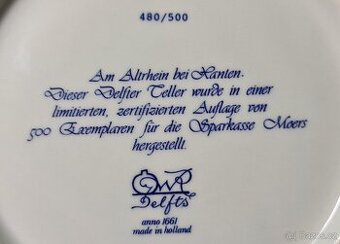 480/500
Am Altrhein bei Xanten.
Dieser Delfter Teller wurde in einer
limitierten, zertifizierten Auflage von
500 Exemplaren für die Sparkasse Moers
hergestellt.
Delfts
anno 1661
made in holland